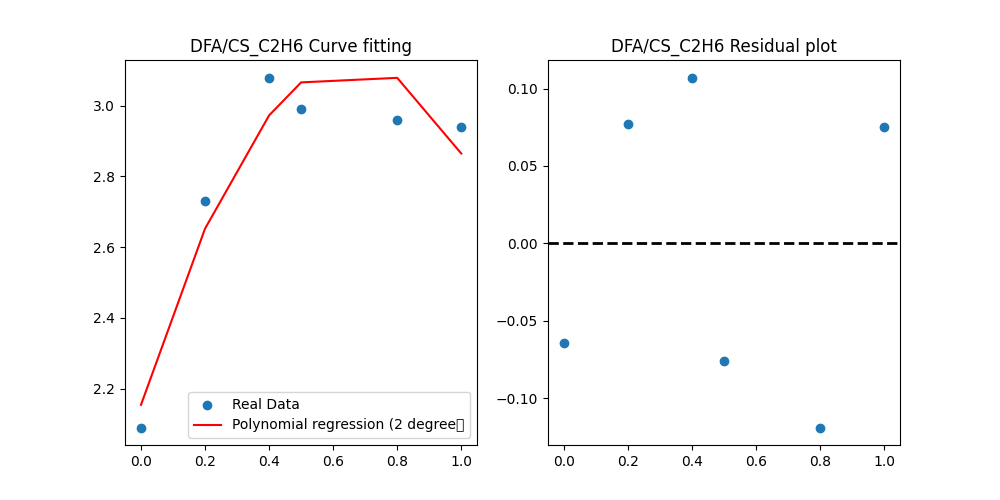 DFA/CS_C2H6 Curve fitting
3.0
2.8
2.6
2.4
2.2
0.0 0.2 0.4 0.6 0.8 1.0
Real Data
Polynomial regression (2 degree
DFA/CS_C2H6 Residual plot
0.10
0.05
0.00
−0.05
−0.10
0.0 0.2 0.4 0.6 0.8 1.0